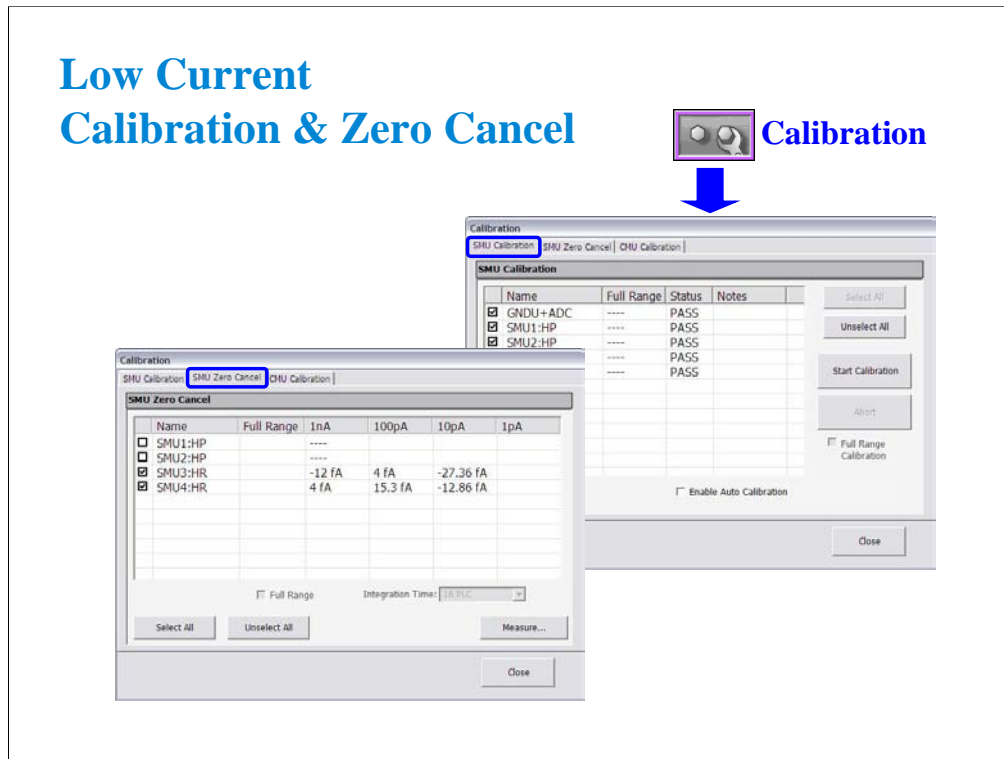 Low Current
Calibration & Zero Cancel
Calibration
Calibration
SMU Calibration SMU Zero Cancel CMU Calibration
SMU Calibration
Name Full Range Status Notes
GNDU+ADC ---- PASS
SMU1:HP ---- PASS
SMU2:HP ---- PASS
---- PASS
---- PASS
Select All
Unselect All
Start Calibration
Abort
Full Range
Calibration
Enable Auto Calibration
Close
Calibration
SMU Calibration SMU Zero Cancel CMU Calibration
SMU Zero Cancel
Name Full Range 1nA 100pA 10pA 1pA
SMU1:HP ----
SMU2:HP ----
SMU3:HR -12 fA 4 fA -27.36 fA
SMU4:HR 4 fA 15.3 fA -12.86 fA
Full Range Integration Time: 16 PLC
Select All Unselect All Measure...
Close